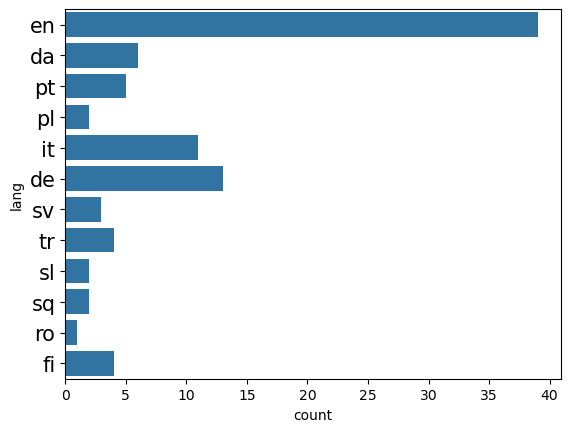 en
da
pt
pl
it
de
sv
tr
sl
sq
ro
fi
lang
0 5 10 15 20 25 30 35 40
count